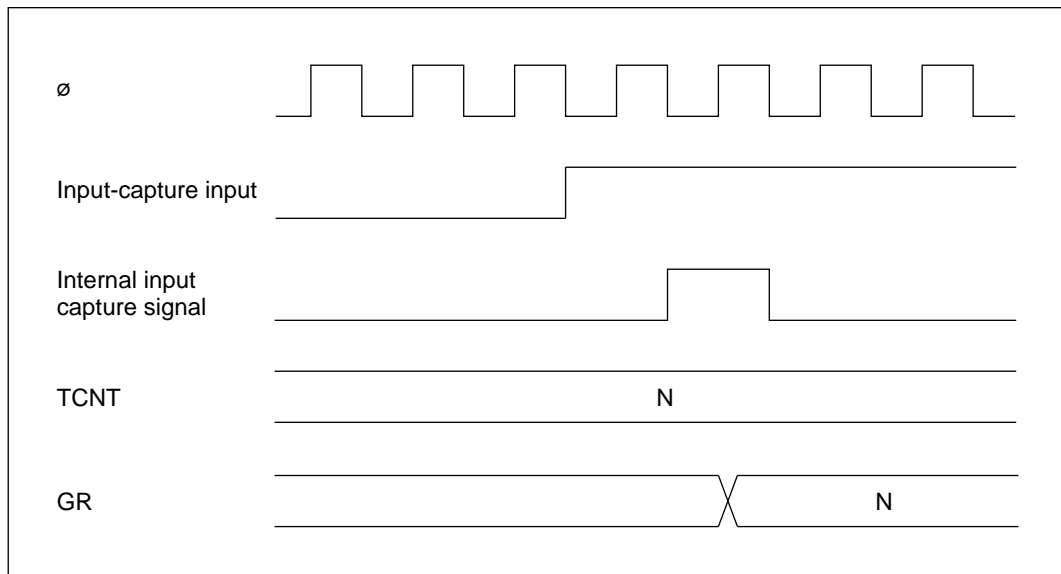 ø
Input-capture input
Internal input
capture signal
TCNT
N
GR
N